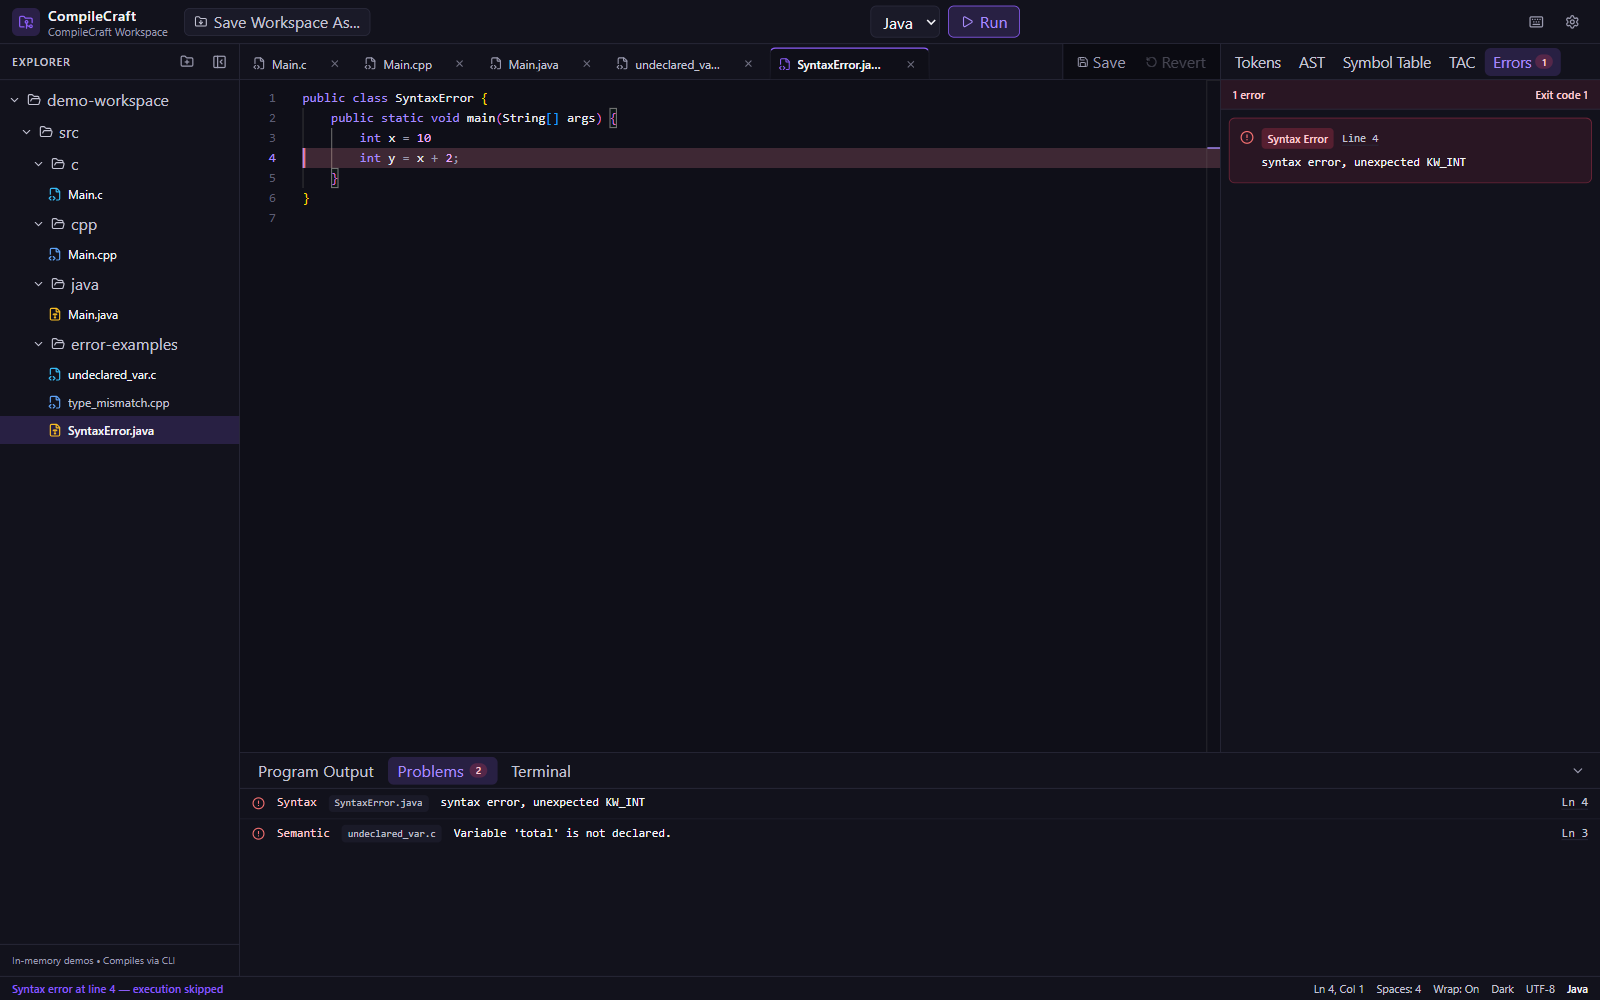 CompileCraft
CompileCraft Workspace
Save Workspace As...
Java
Run
EXPLORER
Main.c
Main.cpp
Main.java
undeclared_va...
SyntaxError.ja...
Save
Revert
Tokens
AST
Symbol Table
TAC
Errors 1
demo-workspace
src
c
Main.c
cpp
Main.cpp
java
Main.java
error-examples
undeclared_var.c
type_mismatch.cpp
SyntaxError.java
In-memory demos • Compiles via CLI
1 public class SyntaxError {
2 public static void main(String[] args) {
3 int x = 10
4 int y = x + 2;
5 }
6 }
7
1 error
Exit code 1
Syntax Error Line 4
syntax error, unexpected KW_INT
Program Output
Problems 2
Terminal
Syntax SyntaxError.java syntax error, unexpected KW_INT Ln 4
Semantic undeclared_var.c Variable 'total' is not declared. Ln 3
Syntax error at line 4 — execution skipped
Ln 4, Col 1
Spaces: 4
Wrap: On
Dark
UTF-8
Java